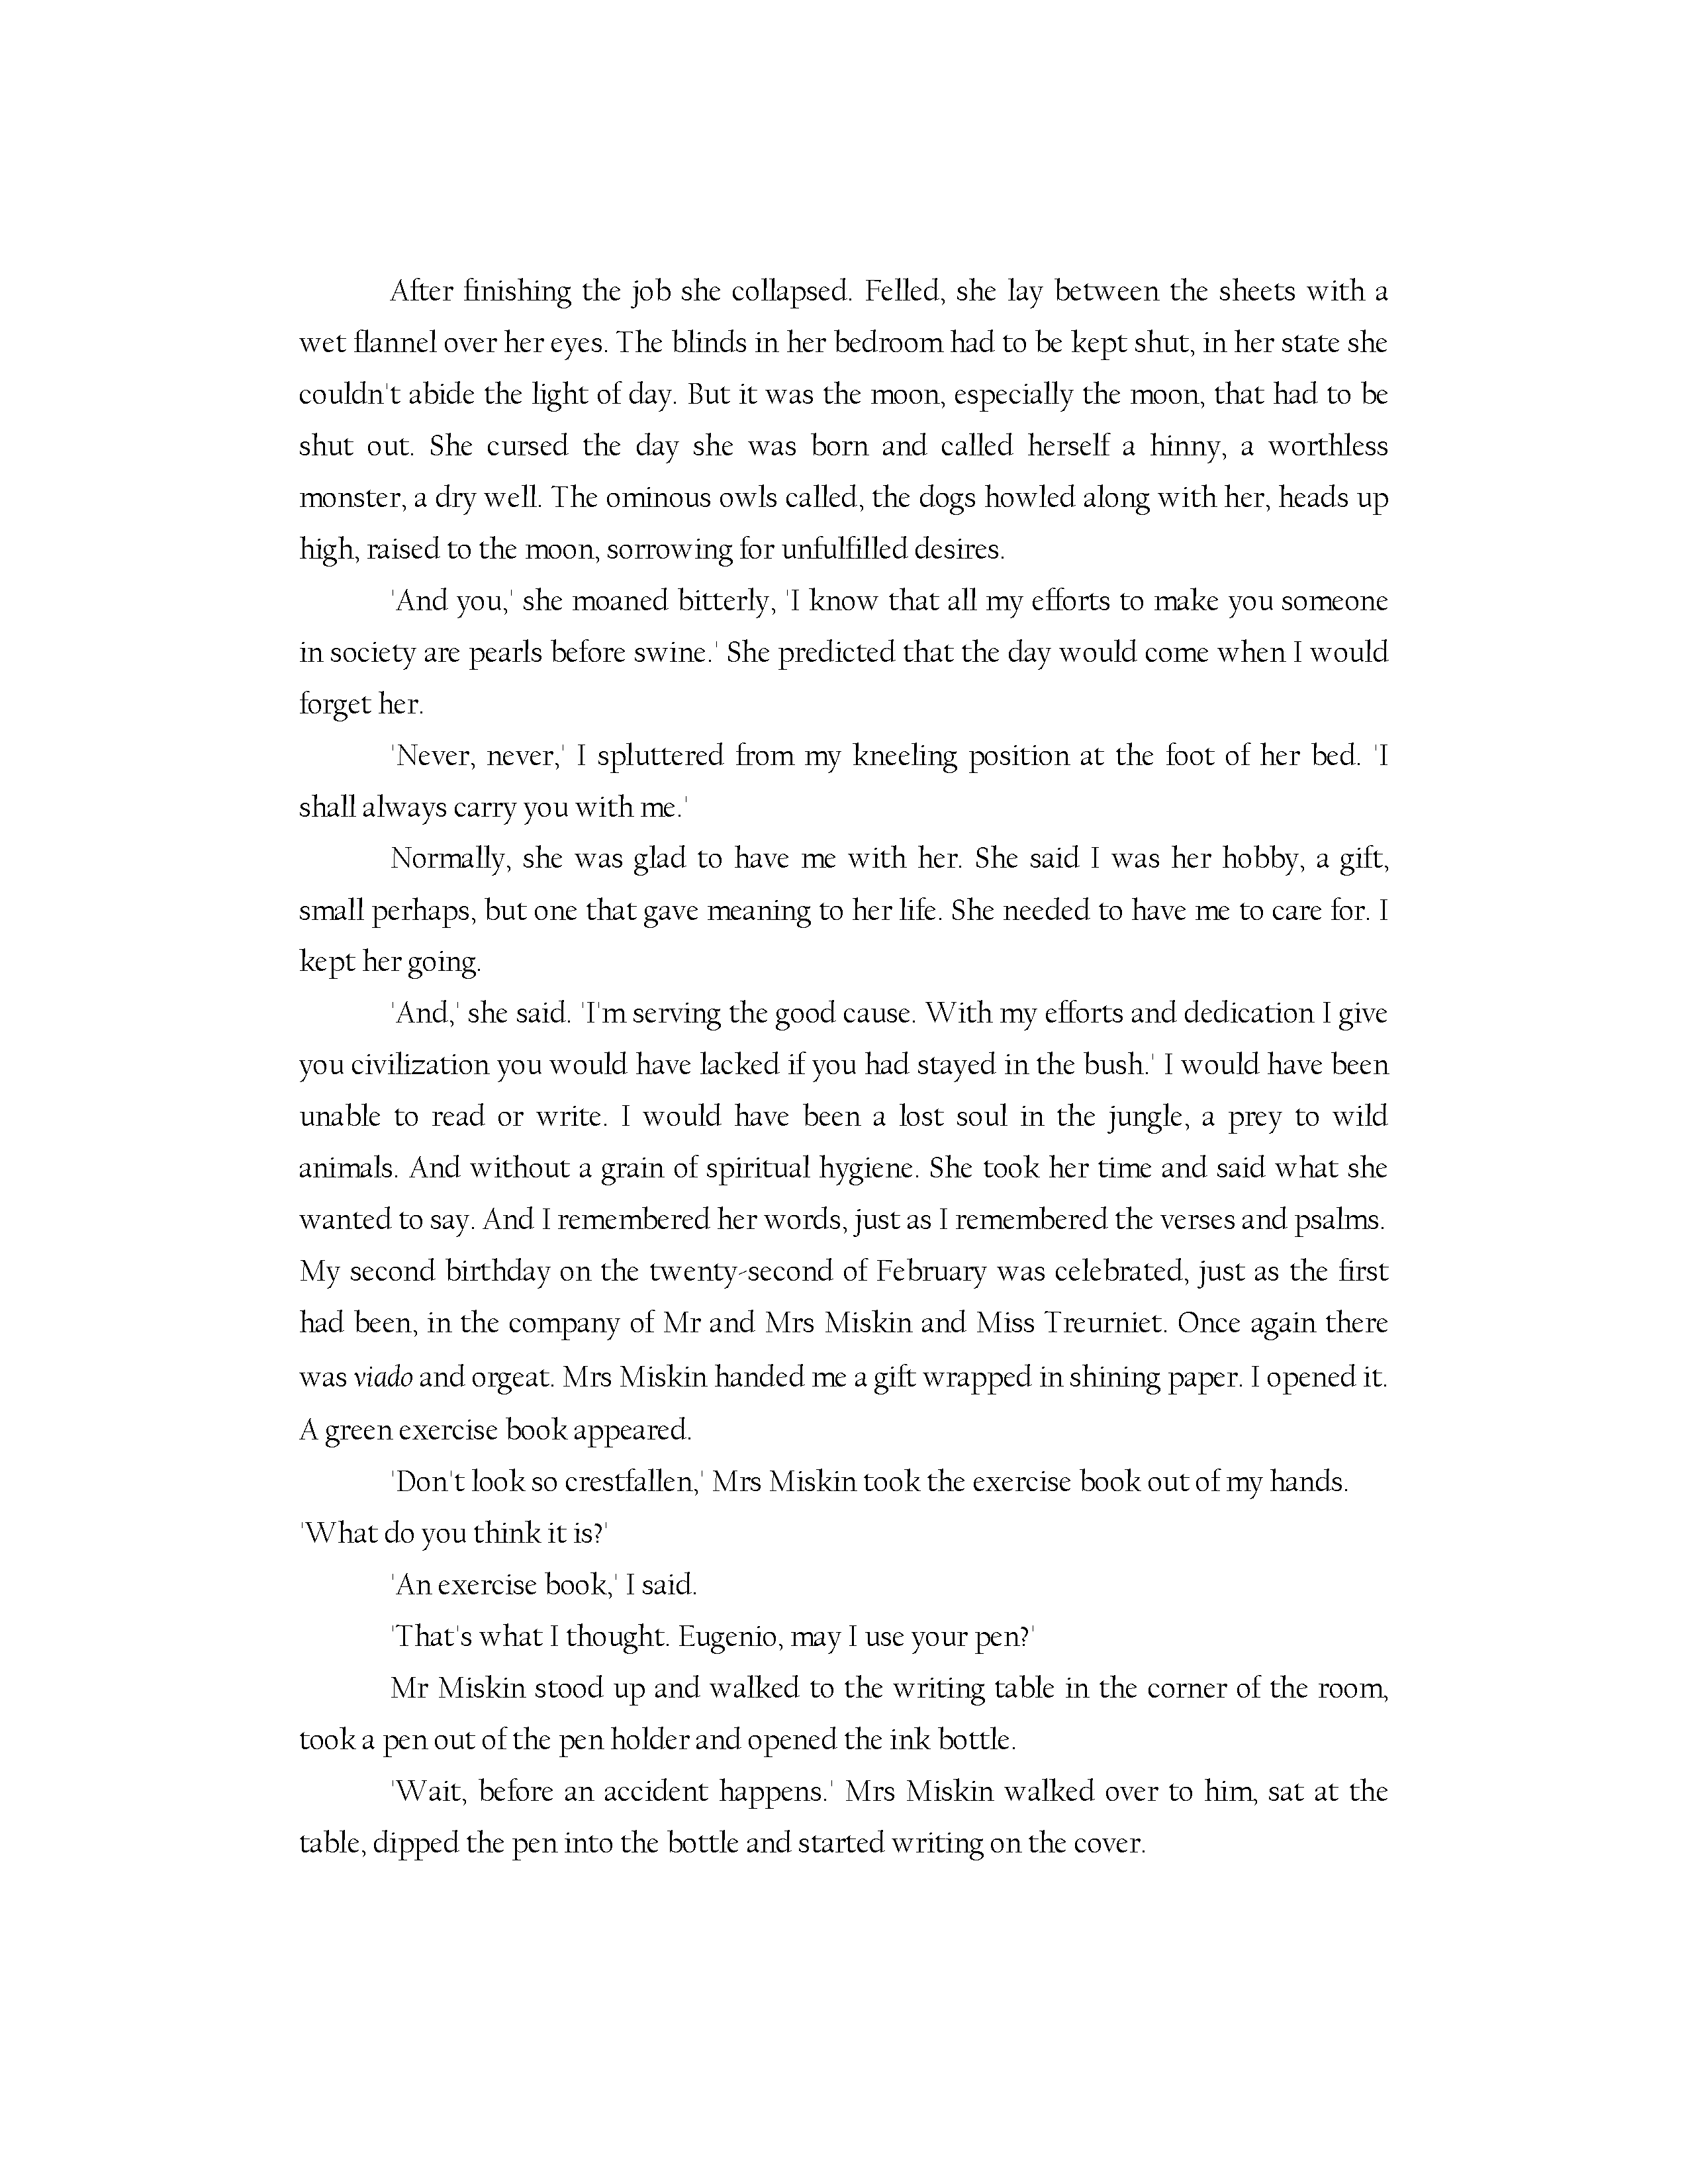 After finishing the job she collapsed. Felled, she lay between the sheets with a
wet flannel over her eyes. The blinds in her bedroom had to be kept shut, in her state she
couldn't abide the light of day. But it was the moon, especially the moon, that had to be
shut out. She cursed the day she was born and called herself a hinny, a worthless
monster, a dry well. The ominous owls called, the dogs howled along with her, heads up
high, raised to the moon, sorrowing for unfulfilled desires.
'And you,' she moaned bitterly, 'I know that all my efforts to make you someone
in society are pearls before swine.' She predicted that the day would come when I would
forget her.
'Never, never,' I spluttered from my kneeling position at the foot of her bed. 'I
shall always carry you with me.'
Normally, she was glad to have me with her. She said I was her hobby, a gift,
small perhaps, but one that gave meaning to her life. She needed to have me to care for. I
kept her going.
'And,' she said. 'I'm serving the good cause. With my efforts and dedication I give
you civilization you would have lacked if you had stayed in the bush.' I would have been
unable to read or write. I would have been a lost soul in the jungle, a prey to wild
animals. And without a grain of spiritual hygiene. She took her time and said what she
wanted to say. And I remembered her words, just as I remembered the verses and psalms.
My second birthday on the twenty-second of February was celebrated, just as the first
had been, in the company of Mr and Mrs Miskin and Miss Treurniet. Once again there
was viado and orgeat. Mrs Miskin handed me a gift wrapped in shining paper. I opened it.
A green exercise book appeared.
'Don't look so crestfallen,' Mrs Miskin took the exercise book out of my hands.
'What do you think it is?'
'An exercise book,' I said.
'That's what I thought. Eugenio, may I use your pen?'
Mr Miskin stood up and walked to the writing table in the corner of the room,
took a pen out of the pen holder and opened the ink bottle.
'Wait, before an accident happens.' Mrs Miskin walked over to him, sat at the
table, dipped the pen into the bottle and started writing on the cover.